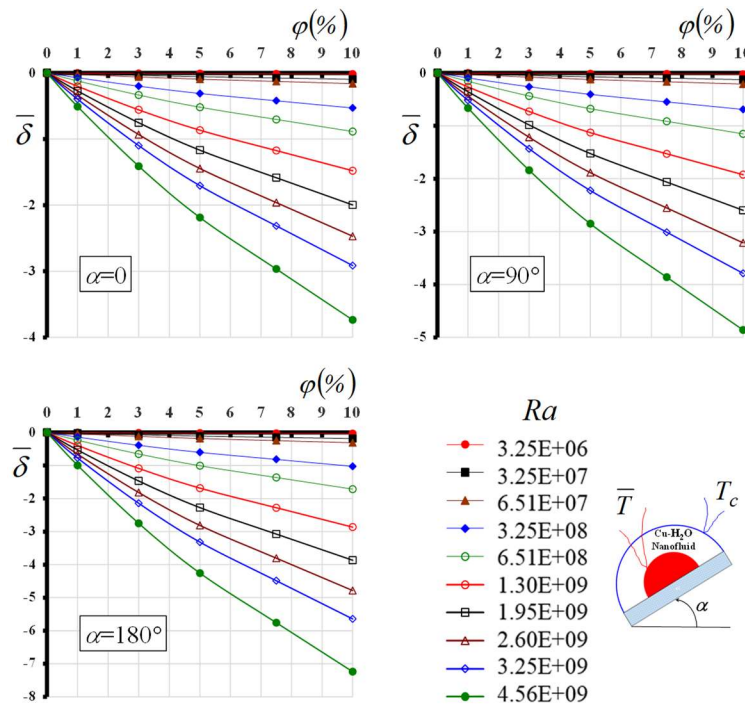 φ(%)
0 1 2 3 4 5 6 7 8 9 10
0
-1
-2
-3
-4
δ̅
α=0
φ(%)
0 1 2 3 4 5 6 7 8 9 10
0
-1
-2
-3
-4
-5
δ̅
α=90°
φ(%)
0 1 2 3 4 5 6 7 8 9 10
0
-1
-2
-3
-4
-5
-6
-7
-8
δ̅
α=180°
Ra
3.25E+06
3.25E+07
6.51E+07
3.25E+08
6.51E+08
1.30E+09
1.95E+09
2.60E+09
3.25E+09
4.56E+09
T̅
T_c
Cu-H₂O
Nanofluid
α